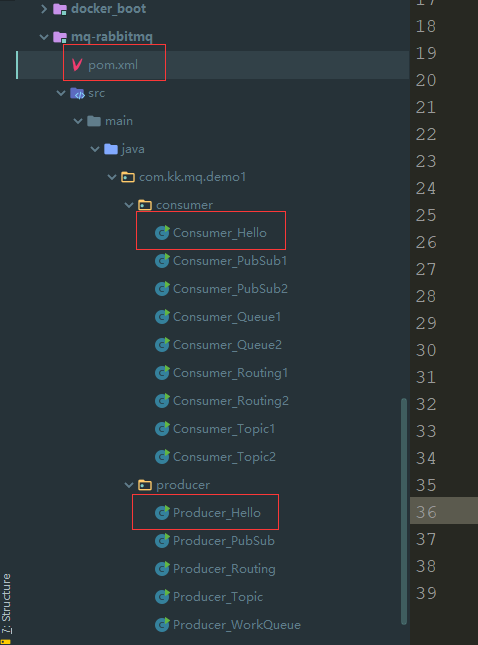 docker_boot
mq-rabbitmq
pom.xml
src
main
java
com.kk.mq.demo1
consumer
Consumer_Hello
Consumer_PubSub1
Consumer_PubSub2
Consumer_Queue1
Consumer_Queue2
Consumer_Routing1
Consumer_Routing2
Consumer_Topic1
Consumer_Topic2
producer
Producer_Hello
Producer_PubSub
Producer_Routing
Producer_Topic
Producer_WorkQueue
7: Structure
17
18
19
20
21
22
23
24
25
26
27
28
29
30
31
32
33
34
35
36
37
38
39